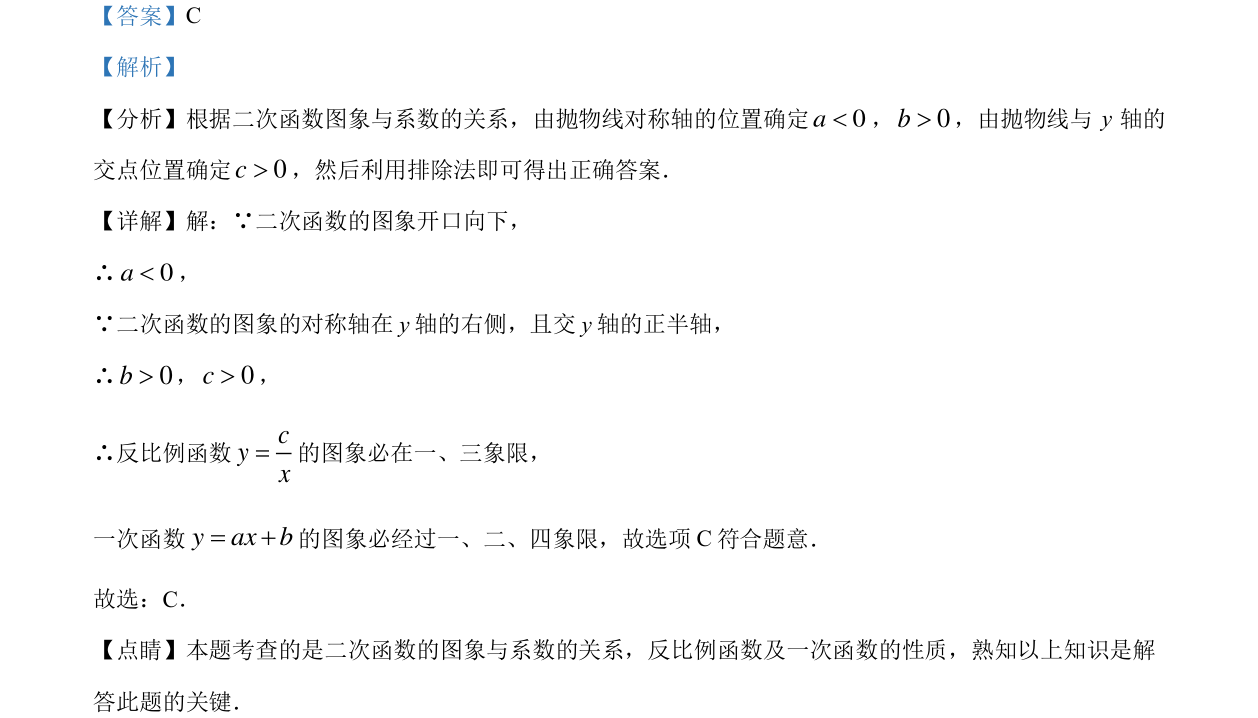 【答案】C
【解析】
【分析】根据二次函数图象与系数的关系，由抛物线对称轴的位置确定 a < 0 ，b > 0 ，由抛物线与 y 轴的
交点位置确定 c > 0 ，然后利用排除法即可得出正确答案．
【详解】解：∵二次函数的图象开口向下，
∴ a < 0 ，
∵二次函数的图象的对称轴在 y 轴的右侧，且交 y 轴的正半轴，
∴ b > 0 ，c > 0 ，
∴反比例函数 y = c/x 的图象必在一、三象限，
一次函数 y = ax + b 的图象必经过一、二、四象限，故选项 C 符合题意．
故选：C．
【点睛】本题考查的是二次函数的图象与系数的关系，反比例函数及一次函数的性质，熟知以上知识是解
答此题的关键．